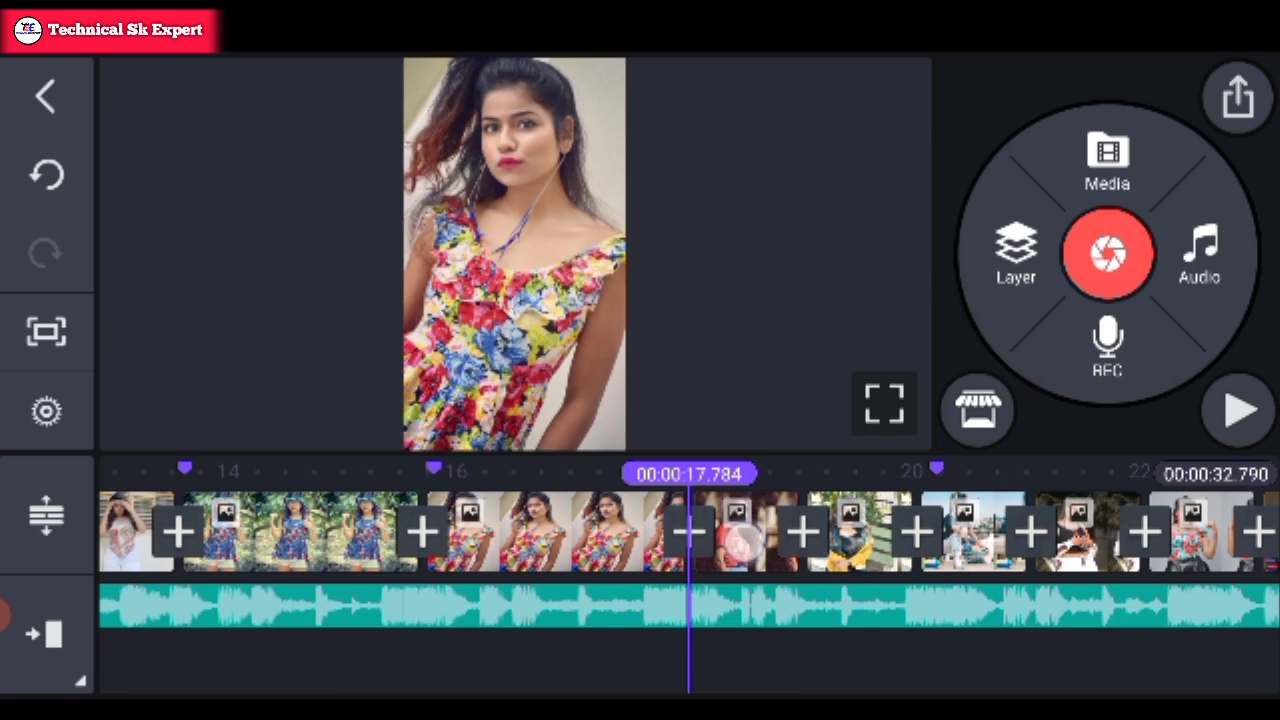 Technical Sk Expert
Media
Layer
Audio
REC
14
16
00:00:17.784
20
22
00:00:32.790